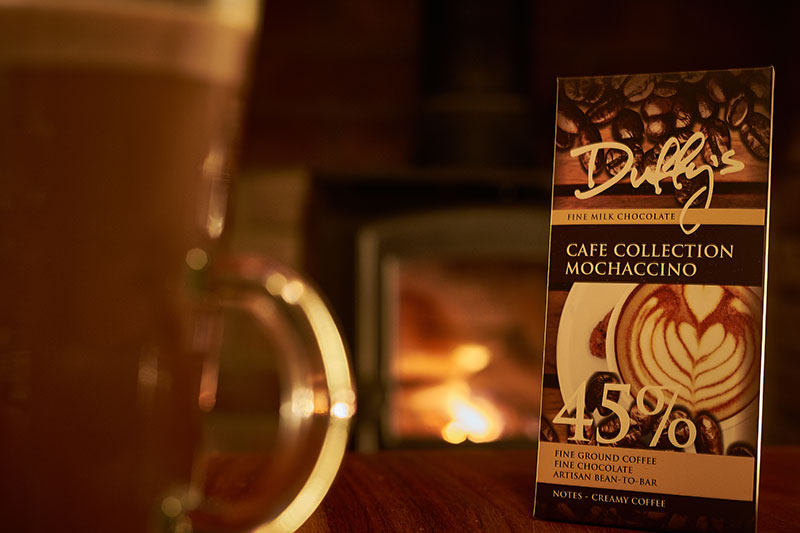 Duffy's
FINE MILK CHOCOLATE
CAFE COLLECTION
MOCHACCINO
45%
FINE GROUND COFFEE
FINE CHOCOLATE
ARTISAN BEAN-TO-BAR
NOTES - CREAMY COFFEE